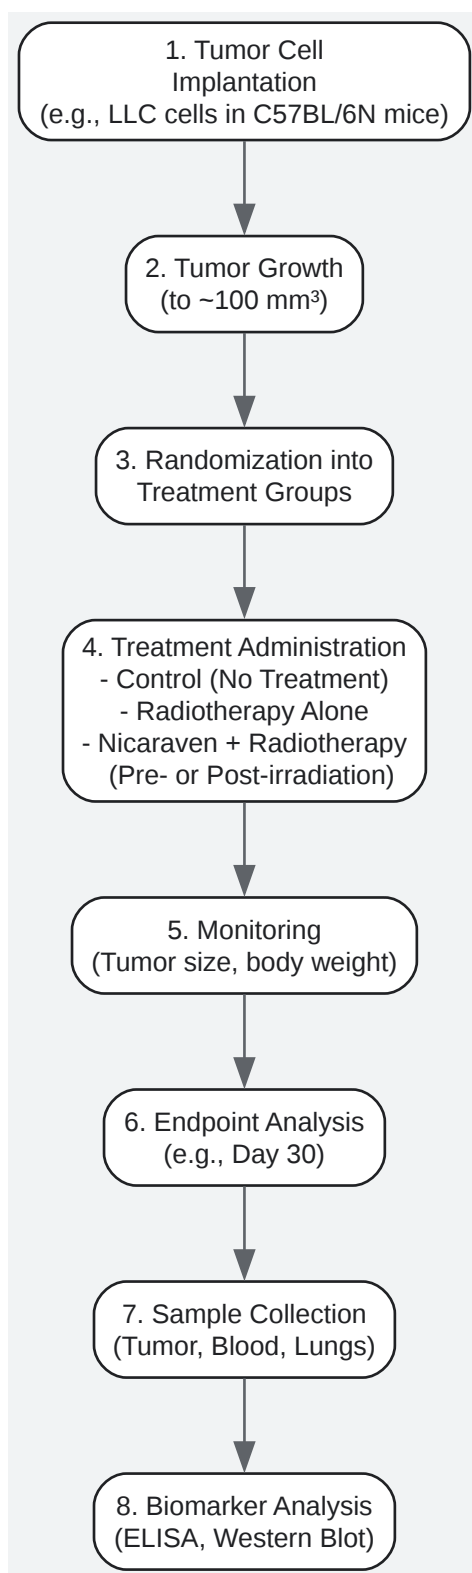 1. Tumor Cell
Implantation
(e.g., LLC cells in C57BL/6N mice)
2. Tumor Growth
(to ~100 mm³)
3. Randomization into
Treatment Groups
4. Treatment Administration
- Control (No Treatment)
- Radiotherapy Alone
- Nicaraven + Radiotherapy
(Pre- or Post-irradiation)
5. Monitoring
(Tumor size, body weight)
6. Endpoint Analysis
(e.g., Day 30)
7. Sample Collection
(Tumor, Blood, Lungs)
8. Biomarker Analysis
(ELISA, Western Blot)